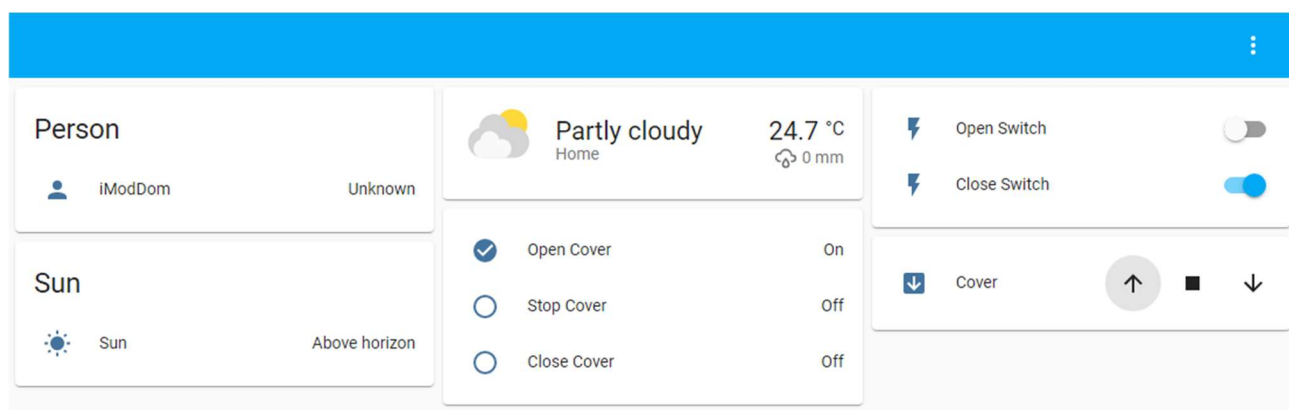 Person
iModDom Unknown
Sun
Sun Above horizon
Partly cloudy 24.7 °C
Home 0 mm
Open Cover On
Stop Cover Off
Close Cover Off
Open Switch
Close Switch
Cover